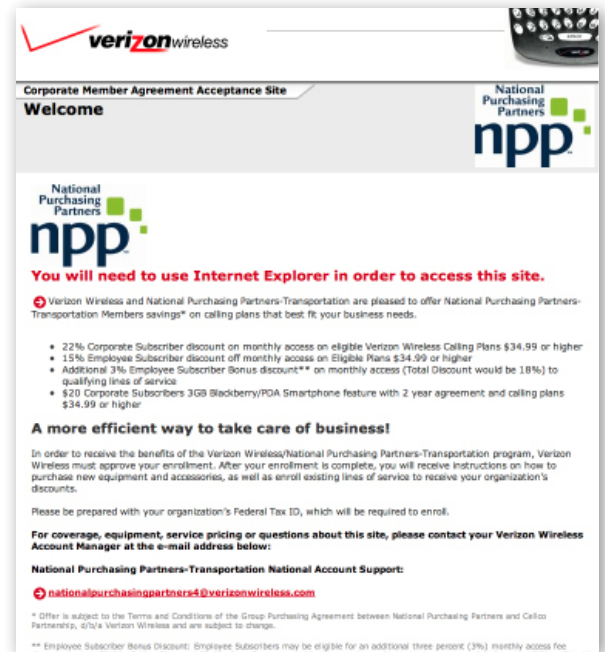 verizonwireless
Corporate Member Agreement Acceptance Site
Welcome
National
Purchasing
Partners
npp
National
Purchasing
Partners
npp
You will need to use Internet Explorer in order to access this site.
Verizon Wireless and National Purchasing Partners-Transportation are pleased to offer National Purchasing Partners-
Transportation Members savings* on calling plans that best fit your business needs.
• 22% Corporate Subscriber discount on monthly access on eligible Verizon Wireless Calling Plans $34.99 or higher
• 15% Employee Subscriber discount off monthly access on Eligible Plans $34.99 or higher
• Additional 3% Employee Subscriber Bonus discount** on monthly access (Total Discount would be 18%) to
qualifying lines of service
• $20 Corporate Subscribers 3GB Blackberry/PDA Smartphone feature with 2 year agreement and calling plans
$34.99 or higher
A more efficient way to take care of business!
In order to receive the benefits of the Verizon Wireless/National Purchasing Partners-Transportation program, Verizon
Wireless must approve your enrollment. After your enrollment is complete, you will receive instructions on how to
purchase new equipment and accessories, as well as enroll existing lines of service to receive your organization's
discounts.
Please be prepared with your organization's Federal Tax ID, which will be required to enroll.
For coverage, equipment, service pricing or questions about this site, please contact your Verizon Wireless
Account Manager at the e-mail address below:
National Purchasing Partners-Transportation National Account Support:
nationalpurchasingpartners4@verizonwireless.com
* Offer is subject to the Terms and Conditions of the Group Purchasing Agreement between National Purchasing Partners and Cellco
Partnership, d/b/a Verizon Wireless and are subject to change.
** Employee Subscriber Bonus Discount: Employee Subscribers may be eligible for an additional three percent (3%) monthly access fee